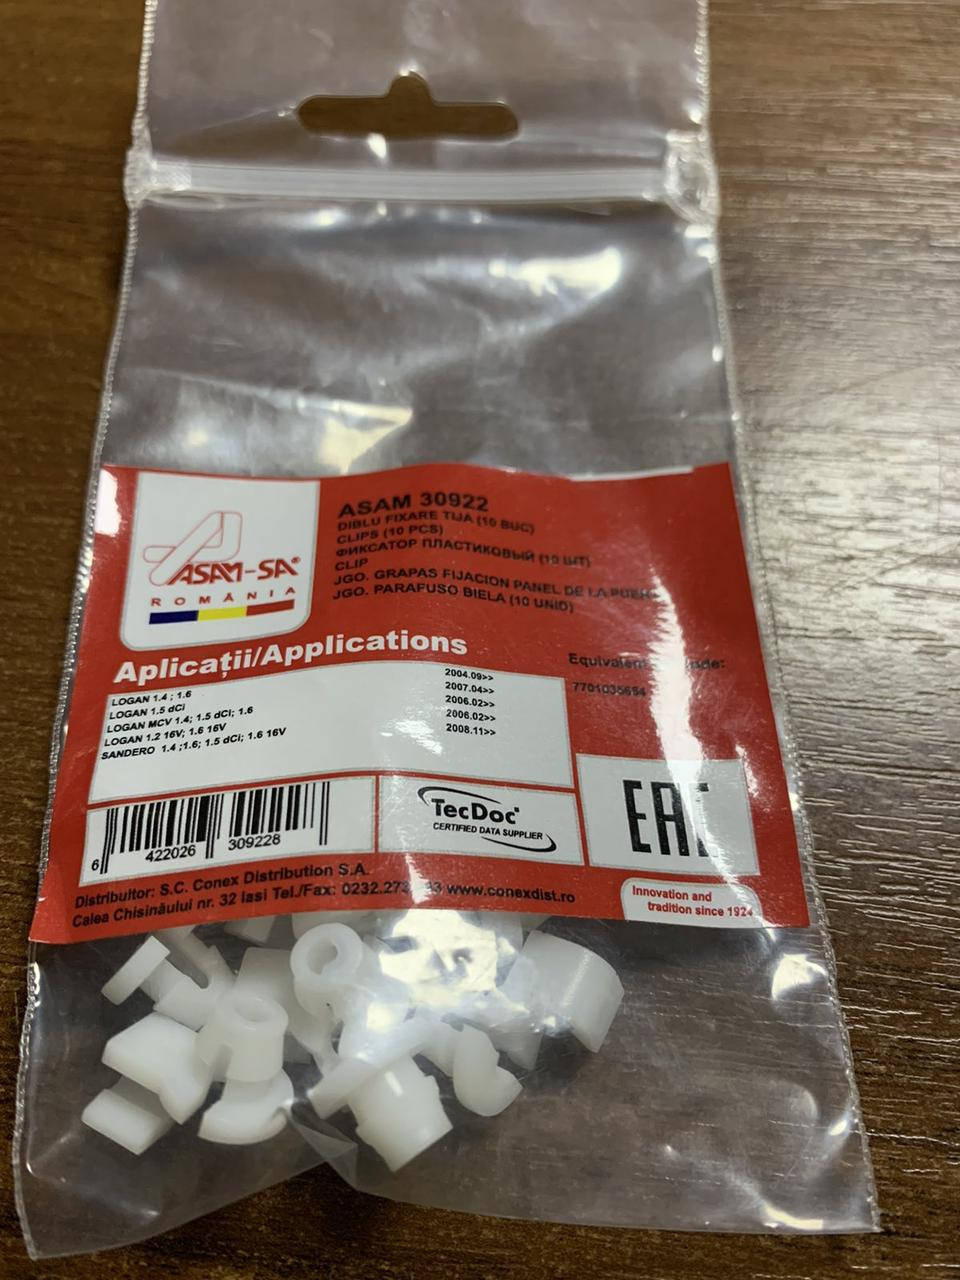 ASAM-SA®
ROMÂNIA
ASAM 30922
DIBLU FIXARE TIJA (10 BUC)
CLIPS (10 PCS)
ФИКСАТОР ПЛАСТИКОВЫЙ (10 ШТ)
CLIP
JGO. GRAPAS FIJACION PANEL DE LA
JGO. PARAFUSO BIELA (10 UNID)
Aplicații/Applications
LOGAN 1.4 ; 1.6 2004.09>>
LOGAN 1.5 dCi 2007.04>>
LOGAN MCV 1.4; 1.5 dCi; 1.6 2006.02>>
LOGAN 1.2 16V; 1.6 16V 2006.02>>
SANDERO 1.4 ;1.6; 1.5 dCi; 1.6 16V 2008.11>>
6 422026 309228
TecDoc
CERTIFIED DATA SUPPLIER
EAC
Distribuitor: S.C. Conex Distribution S.A.
Calea Chisinăului nr. 32 Iasi Tel./Fax: www.conexdist.ro
Innovation and
tradition since 1924